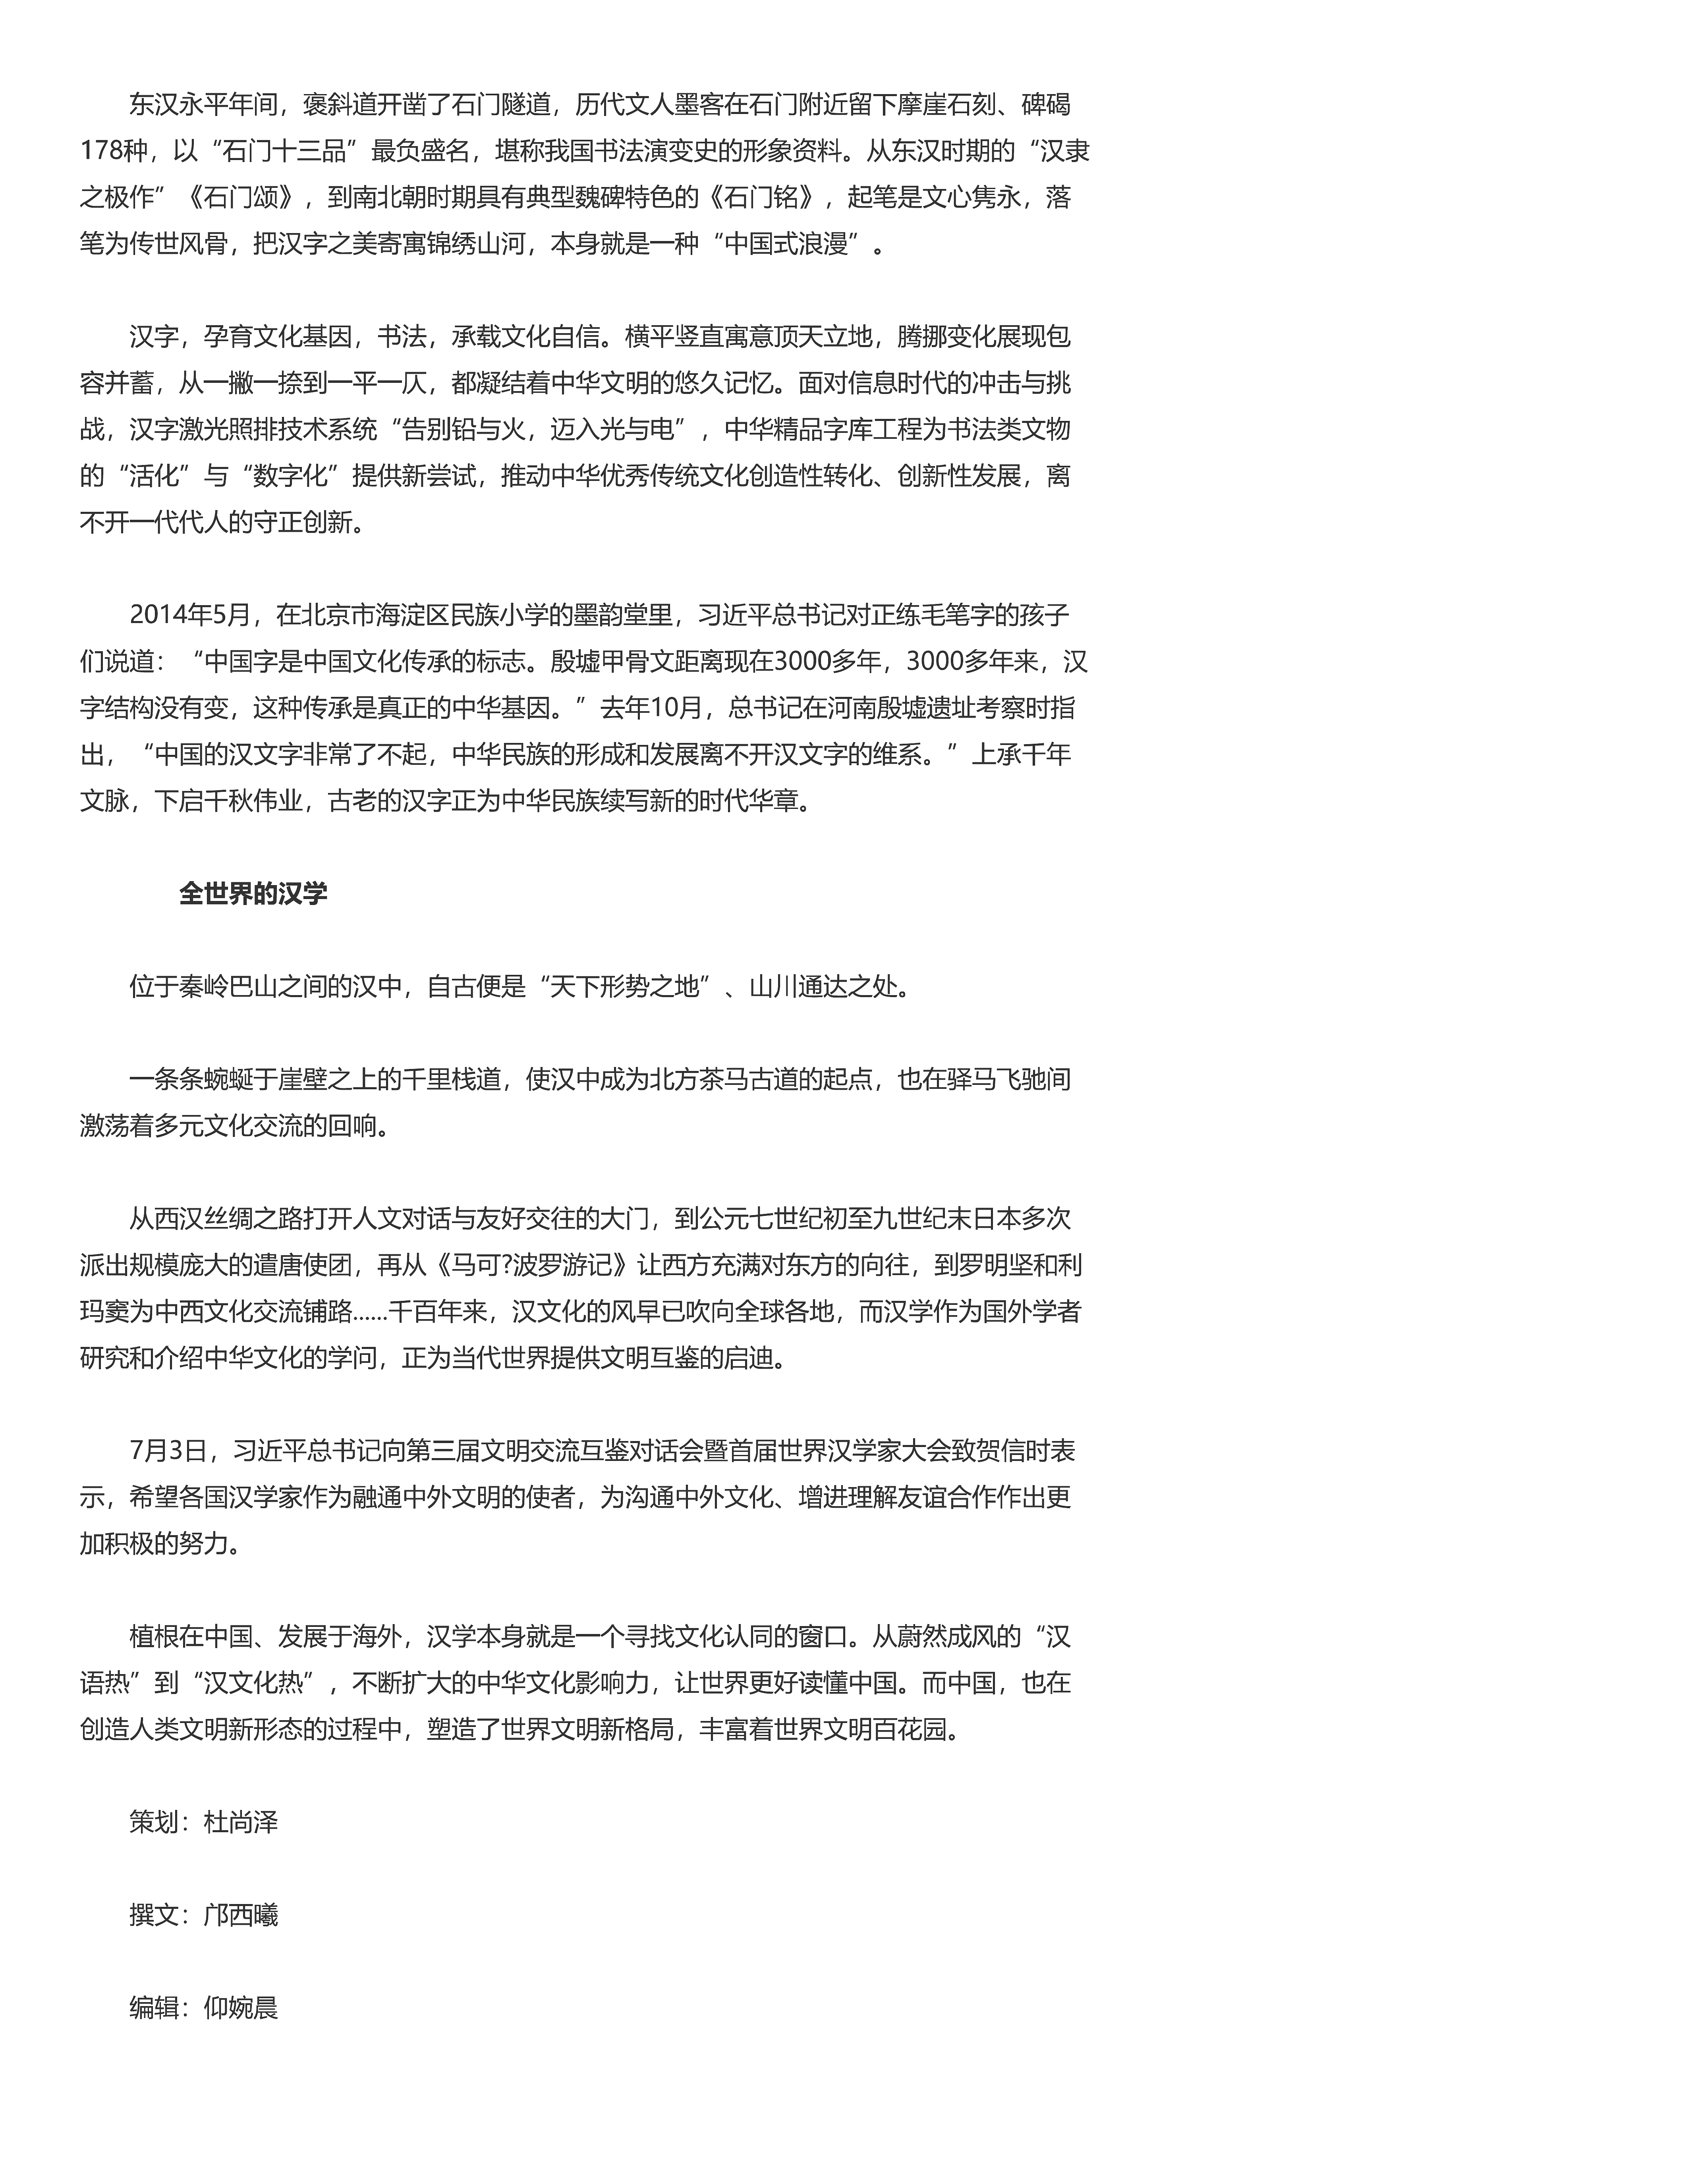 东汉永平年间，褒斜道开凿了石门隧道，历代文人墨客在石门附近留下摩崖石刻、碑碣
178种，以“石门十三品”最负盛名，堪称我国书法演变史的形象资料。从东汉时期的“汉隶
之极作”《石门颂》，到南北朝时期具有典型魏碑特色的《石门铭》，起笔是文心隽永，落
笔为传世风骨，把汉字之美寄寓锦绣山河，本身就是一种“中国式浪漫”。
汉字，孕育文化基因，书法，承载文化自信。横平竖直寓意顶天立地，腾挪变化展现包
容并蓄，从一撇一捺到一平一仄，都凝结着中华文明的悠久记忆。面对信息时代的冲击与挑
战，汉字激光照排技术系统“告别铅与火，迈入光与电”，中华精品字库工程为书法类文物
的“活化”与“数字化”提供新尝试，推动中华优秀传统文化创造性转化、创新性发展，离
不开一代代人的守正创新。
2014年5月，在北京市海淀区民族小学的墨韵堂里，习近平总书记对正练毛笔字的孩子
们说道：“中国字是中国文化传承的标志。殷墟甲骨文距离现在3000多年，3000多年来，汉
字结构没有变，这种传承是真正的中华基因。”去年10月，总书记在河南殷墟遗址考察时指
出，“中国的汉文字非常了不起，中华民族的形成和发展离不开汉文字的维系。”上承千年
文脉，下启千秋伟业，古老的汉字正为中华民族续写新的时代华章。
全世界的汉学
位于秦岭巴山之间的汉中，自古便是“天下形势之地”、山川通达之处。
一条条蜿蜒于崖壁之上的千里栈道，使汉中成为北方茶马古道的起点，也在驿马飞驰间
激荡着多元文化交流的回响。
从西汉丝绸之路打开人文对话与友好交往的大门，到公元七世纪初至九世纪末日本多次
派出规模庞大的遣唐使团，再从《马可?波罗游记》让西方充满对东方的向往，到罗明坚和利
玛窦为中西文化交流铺路......千百年来，汉文化的风早已吹向全球各地，而汉学作为国外学者
研究和介绍中华文化的学问，正为当代世界提供文明互鉴的启迪。
7月3日，习近平总书记向第三届文明交流互鉴对话会暨首届世界汉学家大会致贺信时表
示，希望各国汉学家作为融通中外文明的使者，为沟通中外文化、增进理解友谊合作作出更
加积极的努力。
植根在中国、发展于海外，汉学本身就是一个寻找文化认同的窗口。从蔚然成风的“汉
语热”到“汉文化热”，不断扩大的中华文化影响力，让世界更好读懂中国。而中国，也在
创造人类文明新形态的过程中，塑造了世界文明新格局，丰富着世界文明百花园。
策划：杜尚泽
撰文：邝西曦
编辑：仰婉晨